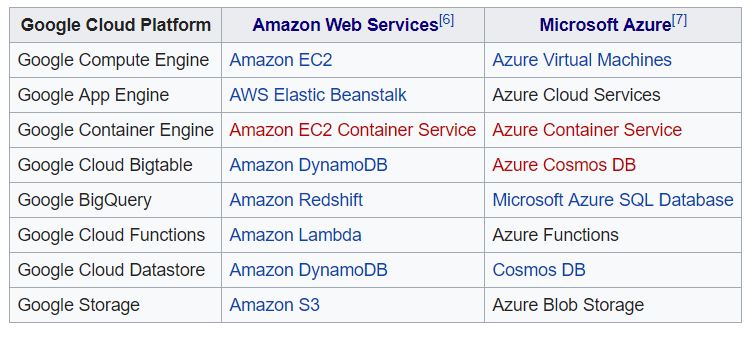 Google Cloud Platform Amazon Web Services[6] Microsoft Azure[7]
Google Compute Engine Amazon EC2 Azure Virtual Machines
Google App Engine AWS Elastic Beanstalk Azure Cloud Services
Google Container Engine Amazon EC2 Container Service Azure Container Service
Google Cloud Bigtable Amazon DynamoDB Azure Cosmos DB
Google BigQuery Amazon Redshift Microsoft Azure SQL Database
Google Cloud Functions Amazon Lambda Azure Functions
Google Cloud Datastore Amazon DynamoDB Cosmos DB
Google Storage Amazon S3 Azure Blob Storage